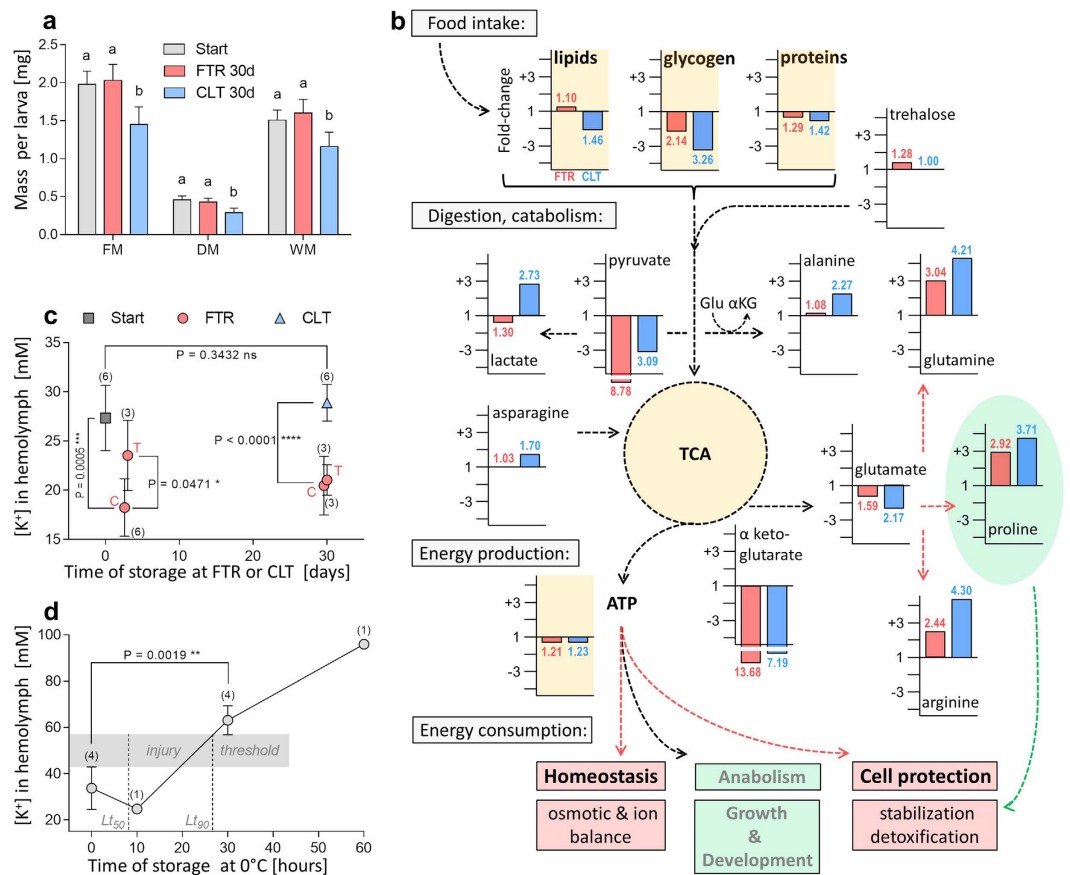 a
Mass per larva [mg]
2.5
2.0
1.5
1.0
0.5
0.0
Start
FTR 30d
CLT 30d
a a b
a a b
a a b
FM DM WM
b
Food intake:
Fold-change
lipids
+3
1
-3
1.10
1.46
FTR CLT
glycogen
+3
1
-3
2.14
3.26
proteins
+3
1
-3
1.29
1.42
trehalose
+3
1
-3
1.28
1.00
Digestion, catabolism:
+3
1
-3
2.73
1.30
lactate
pyruvate
+3
1
-3
8.78
3.09
Glu αKG
alanine
+3
1
-3
1.08
2.27
+3
1
-3
3.04
4.21
glutamine
asparagine
+3
1
-3
1.03
1.70
TCA
glutamate
+3
1
-3
1.59
2.17
+3
1
-3
2.92
3.71
proline
Energy production:
+3
1
-3
1.21
1.23
ATP
α keto-
glutarate
+3
1
-3
13.68
7.19
+3
1
-3
2.44
4.30
arginine
Energy consumption:
Homeostasis
osmotic & ion
balance
Anabolism
Growth
&
Development
Cell protection
stabilization
detoxification
c
Start
FTR
CLT
[K+] in hemolymph [mM]
35
30
25
20
15
P = 0.3432 ns
(6)
(6)
(3)
P = 0.0005 ***
T
C
P = 0.0471 *
(6)
P < 0.0001 ****
(3)
T
C
(3)
0 10 20 30
Time of storage at FTR or CLT [days]
d
[K+] in hemolymph [mM]
100
80
60
40
20
(1)
P = 0.0019 **
(4)
(4)
injury
threshold
(1)
Lt50
Lt90
0 10 20 30 40 50 60
Time of storage at 0°C [hours]